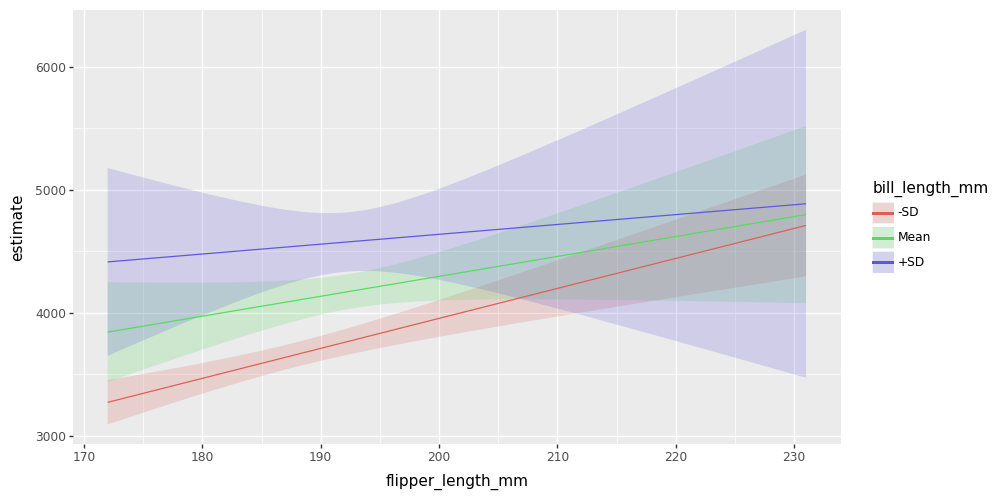 6000
5000
4000
3000
estimate
170 180 190 200 210 220 230
flipper_length_mm
bill_length_mm
-SD
Mean
+SD